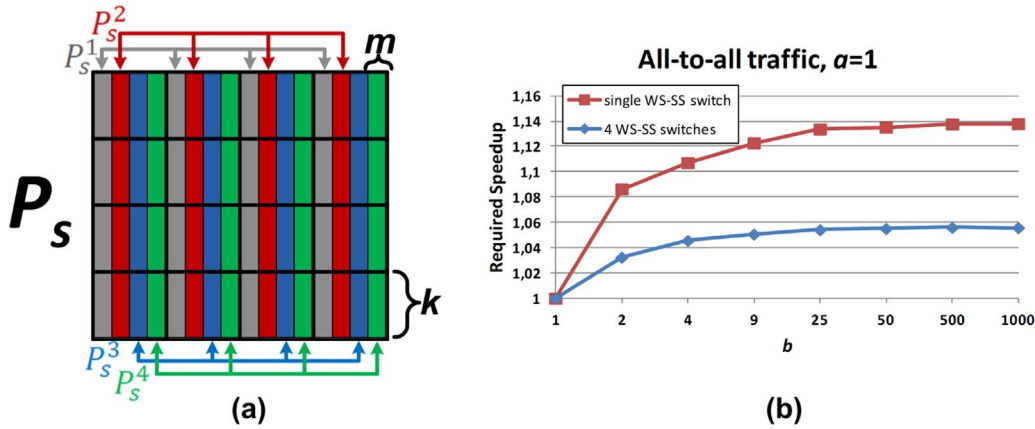 P_s^2
P_s^1
m
P_s
k
P_s^3
P_s^4
(a)
All-to-all traffic, a=1
Required Speedup
1,16
1,14
1,12
1,1
1,08
1,06
1,04
1,02
1
single WS-SS switch
4 WS-SS switches
1 2 4 9 25 50 500 1000
b
(b)